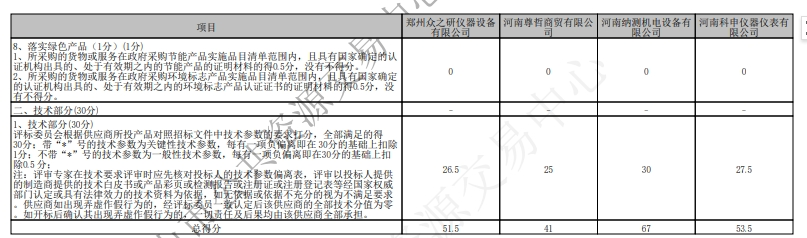 项目 郑州众之研仪器设备有限公司 河南尊哲商贸有限公司 河南纳测机电设备有限公司 河南科申仪器仪表有限公司
8、落实绿色产品（1分）(1分)
1、所采购的货物或服务在政府采购节能产品实施品目清单范围内，且具有国家确定的认
证机构出具的、处于有效期之内的节能产品的证明材料的得0.5分，没有不得分。
2、所采购的货物或服务在政府采购环境标志产品实施品目清单范围内，且具有国家确定
的认证机构出具的、处于有效期之内的环境标志产品认证证书的证明材料的得0.5分，没
有不得分。
0 0 0 0
二、技术部分(30分) - - - -
1、技术部分(30分)
评标委员会根据供应商所投产品对照招标文件中技术参数的要求打分，全部满足的得
30分；带“*”号的技术参数为关键性技术参数，每有一项负偏离即在30分的基础上扣除
1分；不带“*”号的技术参数为一般性技术参数，每有一项负偏离即在30分的基础上扣
除0.5分；
注：评审专家在技术要求评审时应先核对投标人的技术参数偏离表，评审以投标人提供
的制造商提供的技术白皮书或产品彩页或检测报告或注册证或注册登记表等经国家权威
部门认定或具有法律效力的技术资料为依据，如无依据或依据不充分的视为不满足要求
。供应商如出现弄虚作假行为的，经评标委员一致认定后该供应商的全部技术分值为零
。如开标后确认其出现弄虚作假行为的，一切责任及后果均由该供应商全部承担。
26.5 25 30 27.5
总得分 51.5 41 67 53.5